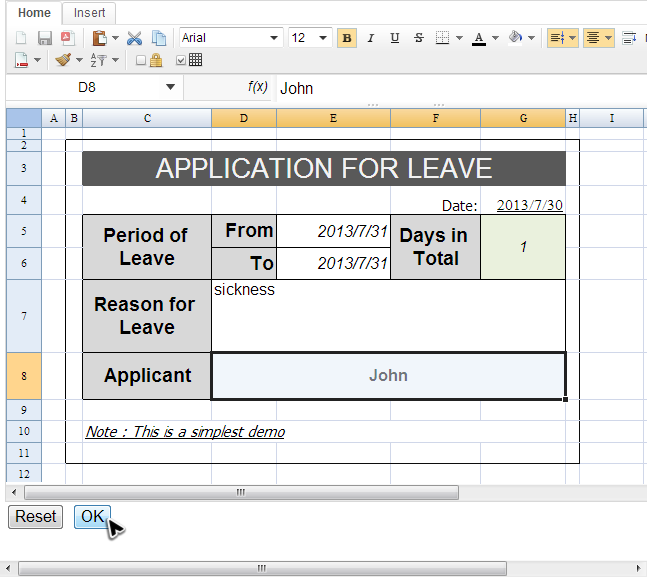 Home Insert
Arial 12 B I U S A
D8 f(x) John
A B C D E F G H I
1
2
3 APPLICATION FOR LEAVE
4 Date: 2013/7/30
5 Period of Leave From 2013/7/31 Days in Total 1
6 To 2013/7/31
7 Reason for Leave sickness
8 Applicant John
9
10 Note : This is a simplest demo
11
12
Reset OK